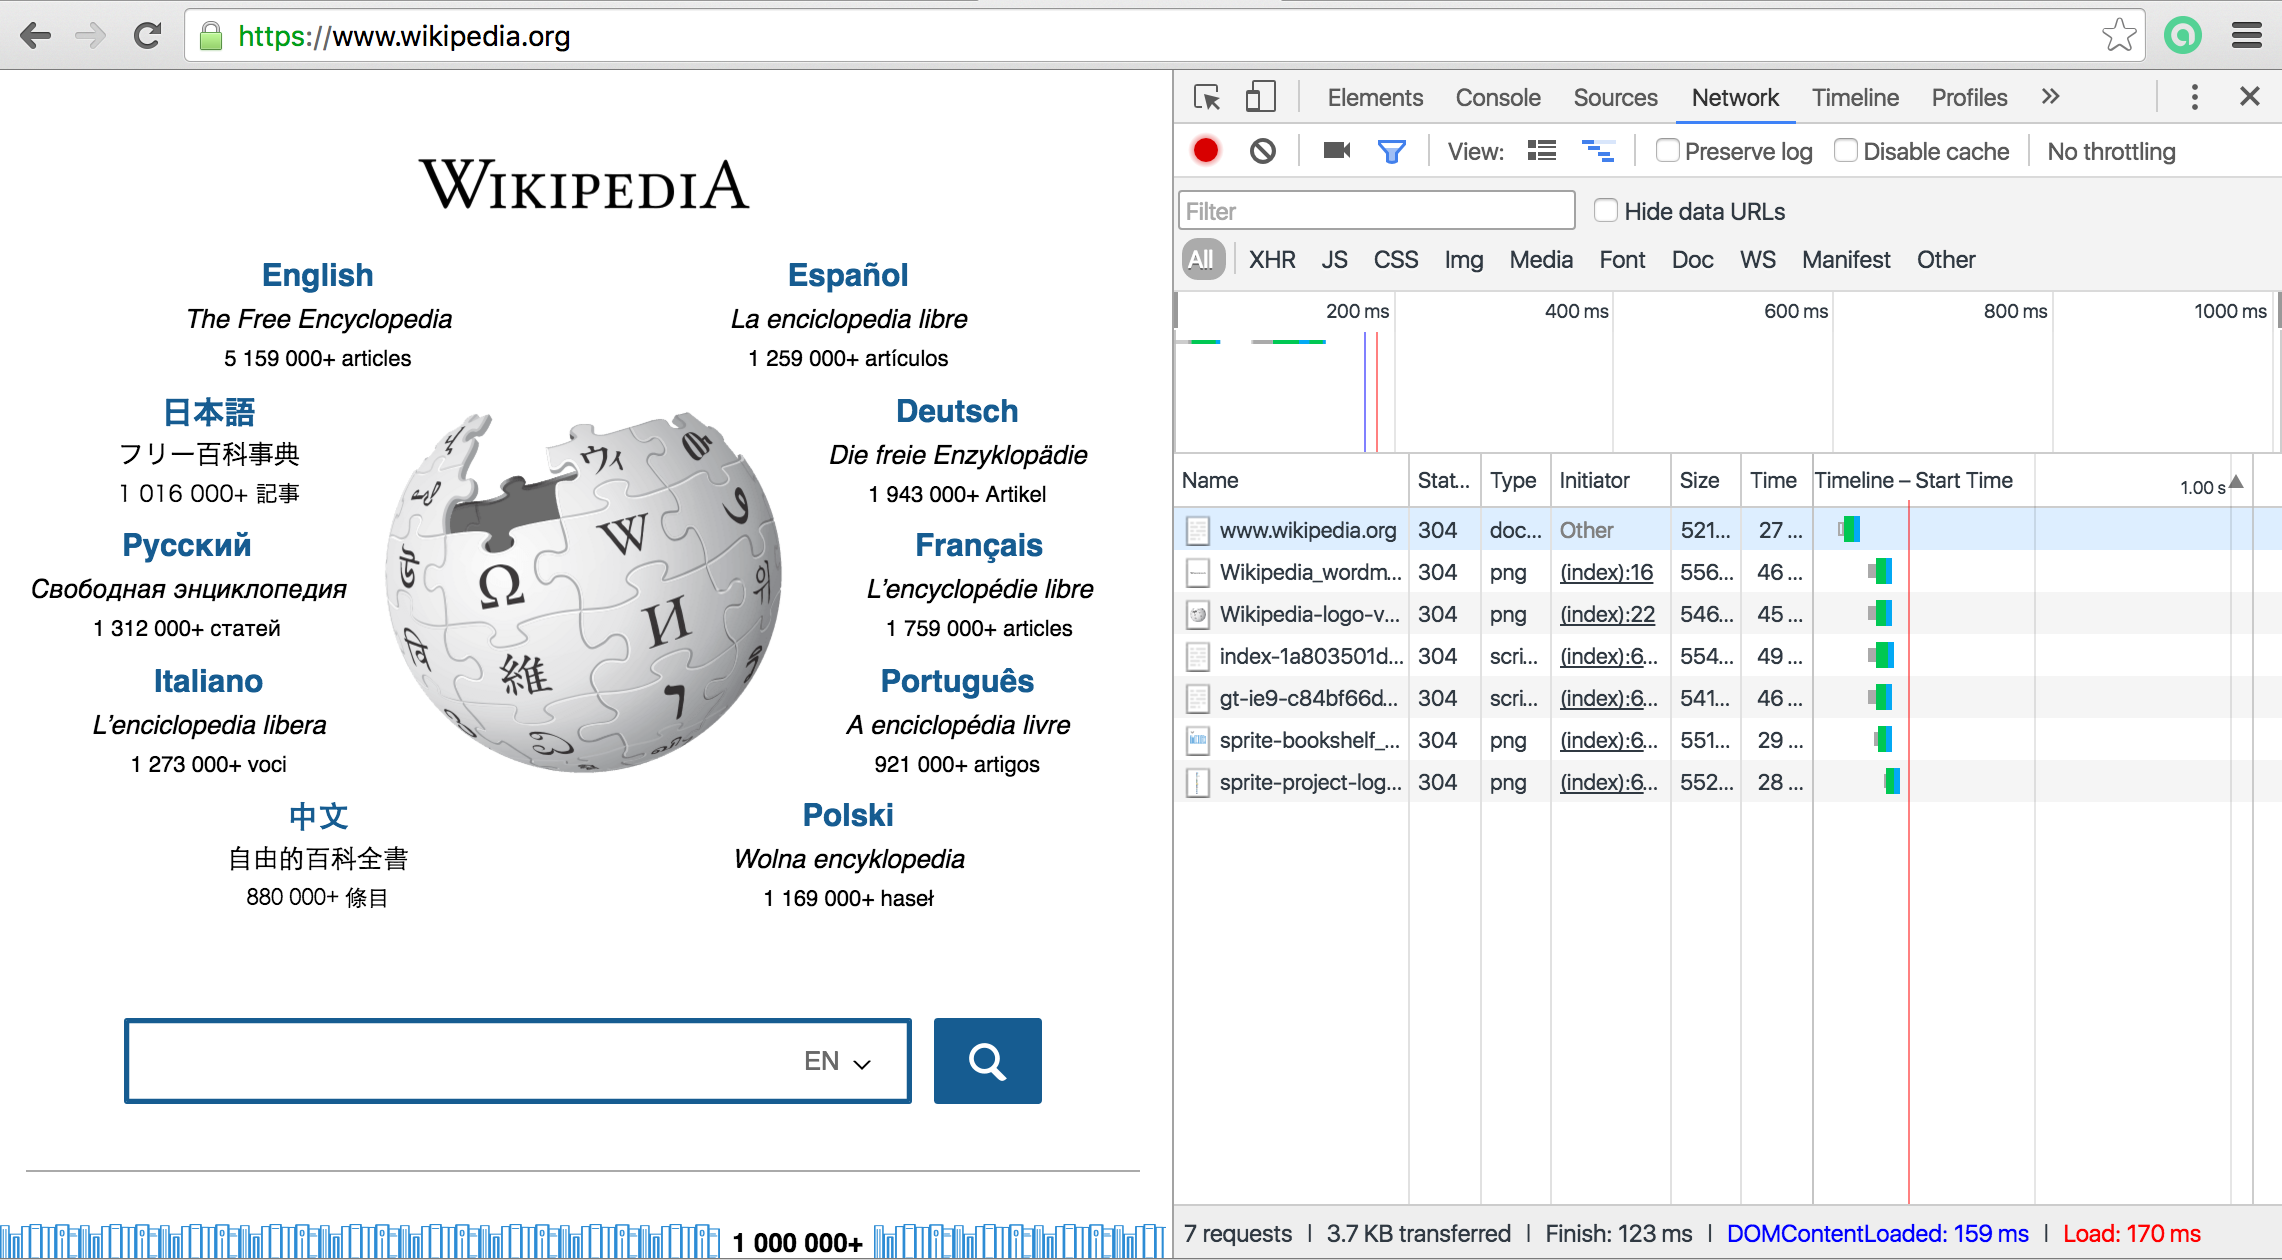 https://www.wikipedia.org
WIKIPEDIA
English
The Free Encyclopedia
5 159 000+ articles
Español
La enciclopedia libre
1 259 000+ artículos
日本語
フリー百科事典
1 016 000+ 記事
Deutsch
Die freie Enzyklopädie
1 943 000+ Artikel
Русский
Свободная энциклопедия
1 312 000+ статей
Français
L'encyclopédie libre
1 759 000+ articles
Italiano
L'enciclopedia libera
1 273 000+ voci
Português
A enciclopédia livre
921 000+ artigos
中文
自由的百科全書
880 000+ 條目
Polski
Wolna encyklopedia
1 169 000+ haseł
Ω W И 維 ウィ
EN
1 000 000+
Elements Console Sources Network Timeline Profiles »
View: Preserve log Disable cache No throttling
Filter Hide data URLs
All XHR JS CSS Img Media Font Doc WS Manifest Other
200 ms 400 ms 600 ms 800 ms 1000 ms
Name Stat... Type Initiator Size Time Timeline – Start Time 1.00 s
www.wikipedia.org 304 doc... Other 521... 27 ...
Wikipedia_wordm... 304 png (index):16 556... 46 ...
Wikipedia-logo-v... 304 png (index):22 546... 45 ...
index-1a803501d... 304 scri... (index):6... 554... 49 ...
gt-ie9-c84bf66d... 304 scri... (index):6... 541... 46 ...
sprite-bookshelf_... 304 png (index):6... 551... 29 ...
sprite-project-log... 304 png (index):6... 552... 28 ...
7 requests | 3.7 KB transferred | Finish: 123 ms | DOMContentLoaded: 159 ms | Load: 170 ms